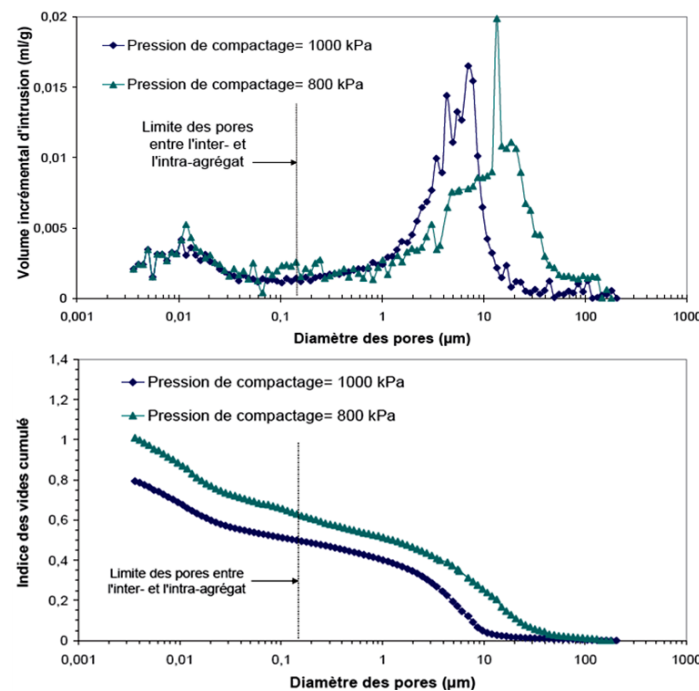 0,02
Pression de compactage= 1000 kPa
0,015
Pression de compactage= 800 kPa
Limite des pores
entre l'inter- et
l'intra-agrégat
0,01
0,005
0
Volume incrémental d'intrusion (ml/g)
0,001 0,01 0,1 1 10 100 1000
Diamètre des pores (µm)
1,4
Pression de compactage= 1000 kPa
1,2
Pression de compactage= 800 kPa
1
0,8
0,6
0,4
Limite des pores entre
l'inter- et l'intra-agrégat
0,2
0
Indice des vides cumulé
0,001 0,01 0,1 1 10 100 1000
Diamètre des pores (µm)